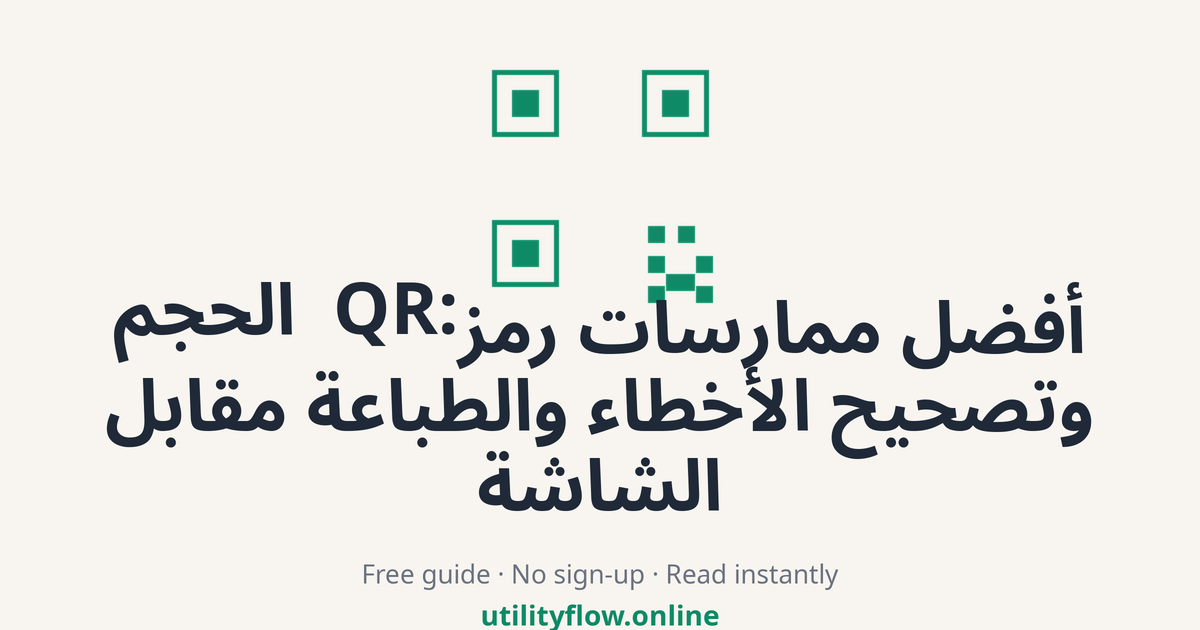 أفضل ممارسات رمز QR: الحجم
وتصحيح الأخطاء والطباعة مقابل
الشاشة
Free guide · No sign-up · Read instantly
utilityflow.online